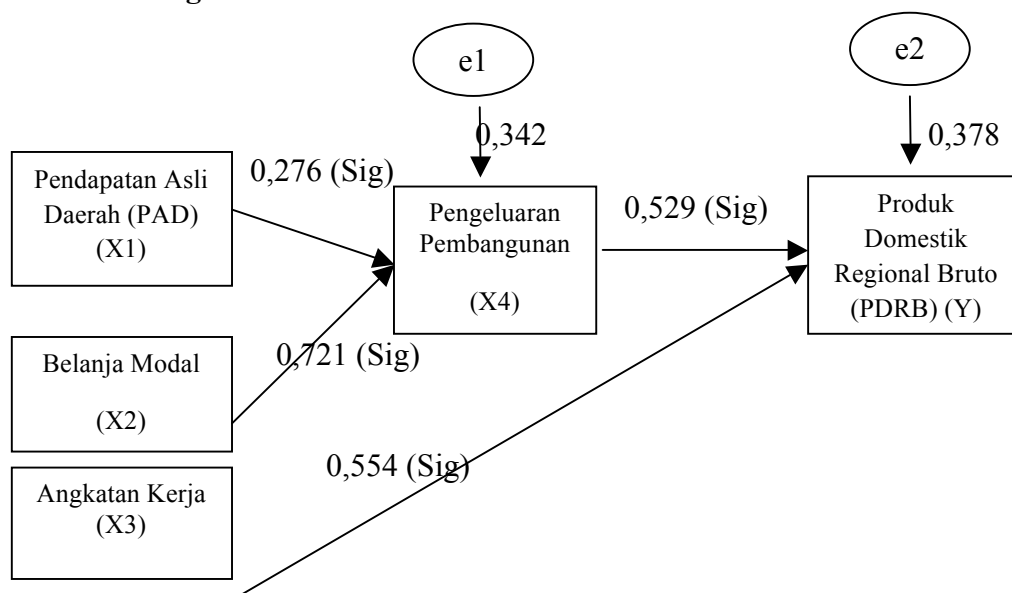 e1
e2
0,342
0,378
Pendapatan Asli
Daerah (PAD)
(X1)
0,276 (Sig)
Pengeluaran
Pembangunan
(X4)
0,529 (Sig)
Produk
Domestik
Regional Bruto
(PDRB) (Y)
Belanja Modal
(X2)
0,721 (Sig)
Angkatan Kerja
(X3)
0,554 (Sig)